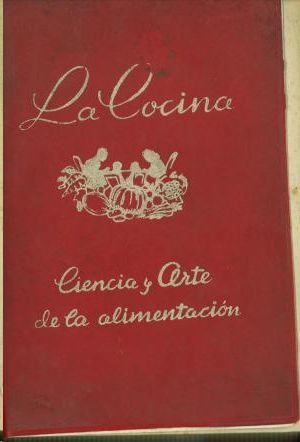 La Cocina
Ciencia y Arte
de la alimentación